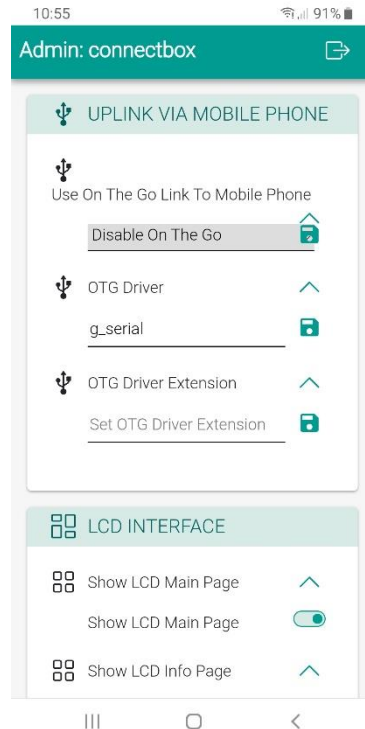 10:55
91%
Admin: connectbox
UPLINK VIA MOBILE PHONE
Use On The Go Link To Mobile Phone
Disable On The Go
OTG Driver
g_serial
OTG Driver Extension
Set OTG Driver Extension
LCD INTERFACE
Show LCD Main Page
Show LCD Main Page
Show LCD Info Page